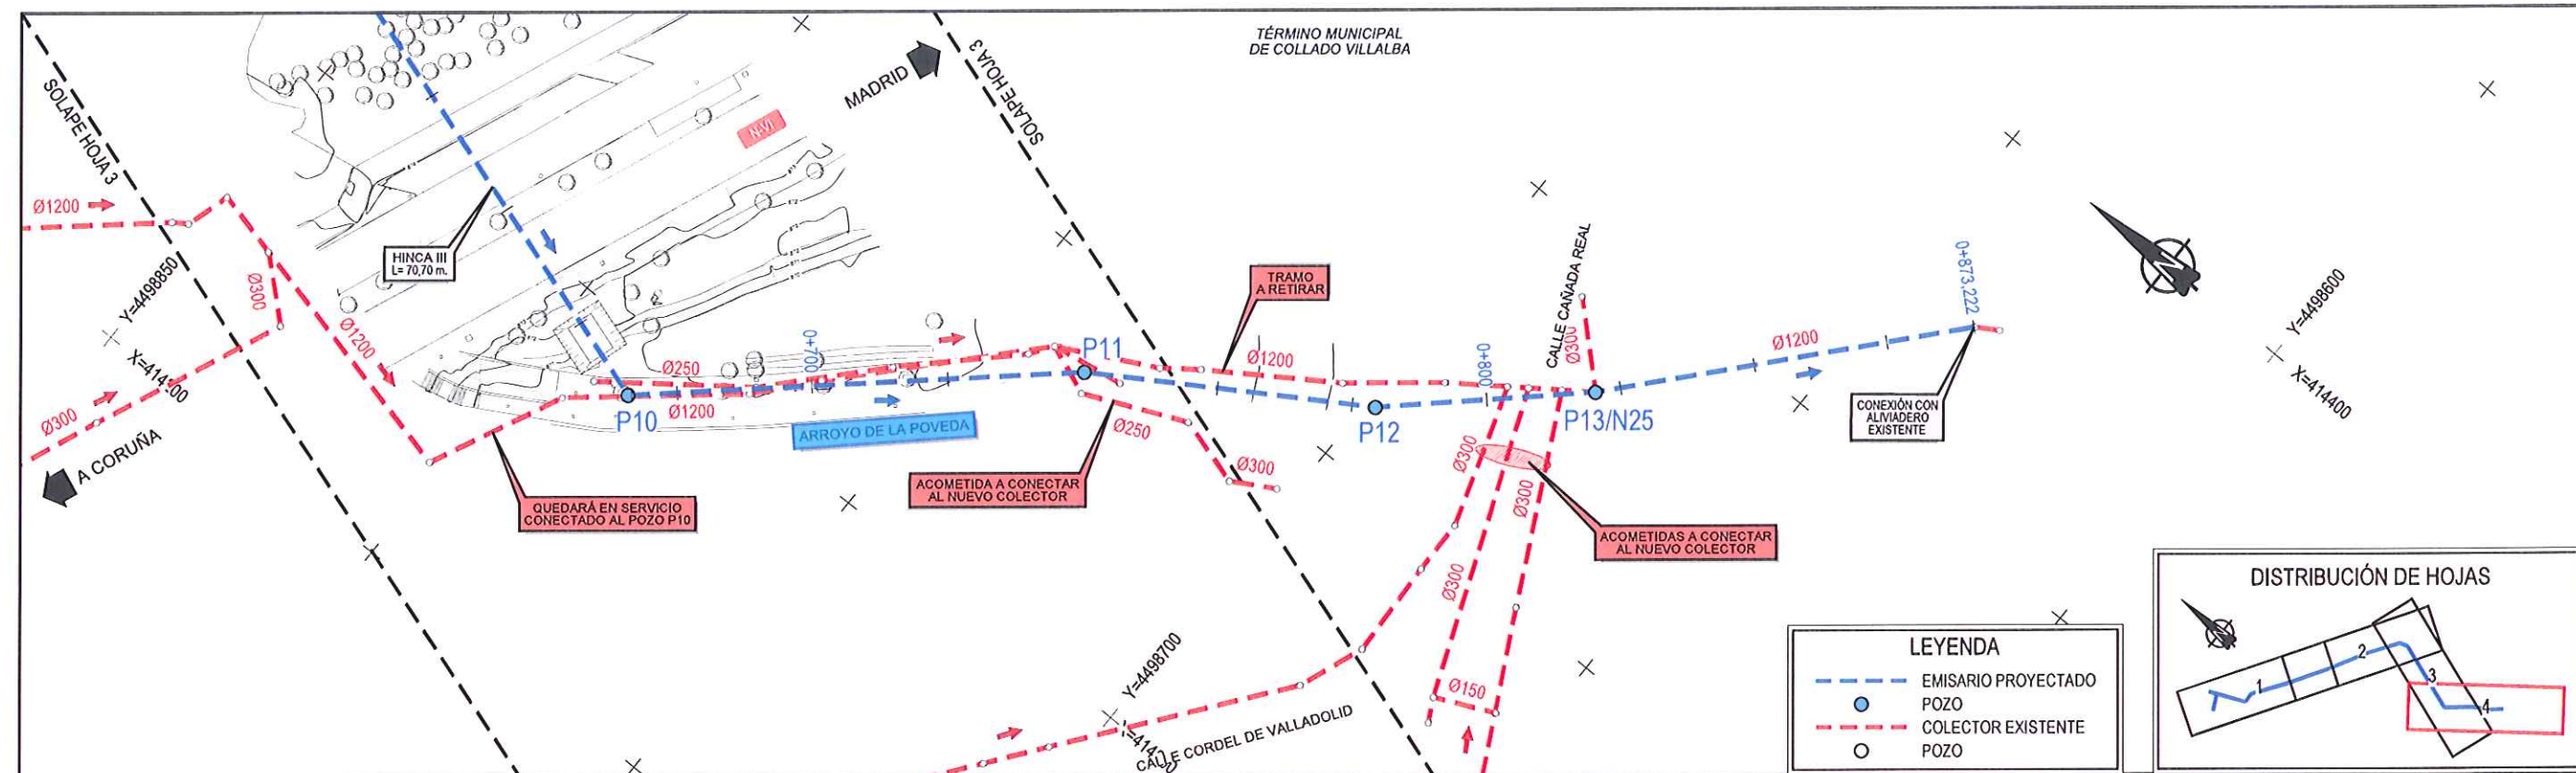 TÉRMINO MUNICIPAL
DE COLLADO VILLALBA
SOLAPE HOJA 3
MADRID
SOLAPE HOJA 3
N-VI
Ø1200
HINCA III
L= 70,70 m.
Y=4498850
X=414100
Ø300
Ø1200
Ø300
A CORUÑA
Ø250
0+700
P10
Ø1200
ARROYO DE LA POVEDA
P11
QUEDARÁ EN SERVICIO
CONECTADO AL POZO P10
ACOMETIDA A CONECTAR
AL NUEVO COLECTOR
Ø250
Ø300
TRAMO
A RETIRAR
Ø1200
P12
0+800
CALLE CAÑADA REAL
Ø300
P13/N25
Ø1200
0+873.222
CONEXIÓN CON
ALIVIADERO
EXISTENTE
N
Y=4498600
X=414400
Ø300
Ø300
Ø300
ACOMETIDAS A CONECTAR
AL NUEVO COLECTOR
Ø150
Y=4498700
CALLE CORDEL DE VALLADOLID
LEYENDA
EMISARIO PROYECTADO
POZO
COLECTOR EXISTENTE
POZO
DISTRIBUCIÓN DE HOJAS
N
1
2
3
4